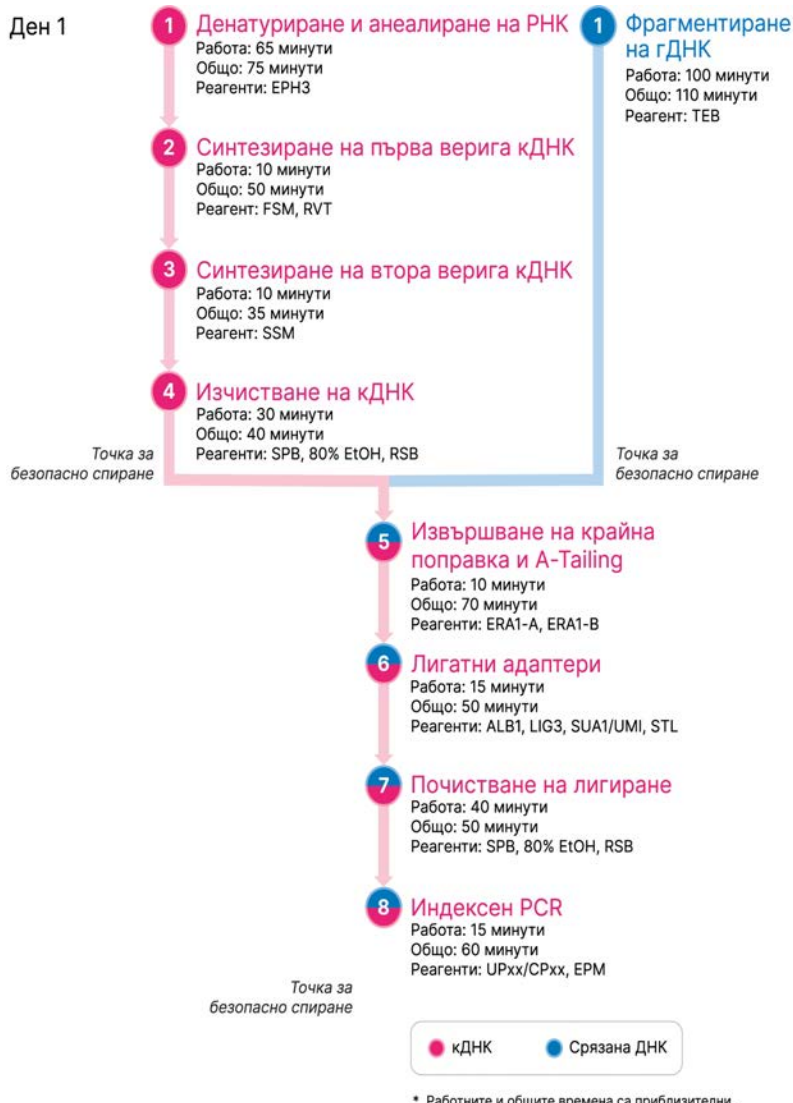 Ден 1
1
Денатуриране и анеалиране на РНК
Работа: 65 минути
Общо: 75 минути
Реагенти: EPH3
1
Фрагментиране
на гДНК
Работа: 100 минути
Общо: 110 минути
Реагент: TEB
2
Синтезиране на първа верига кДНК
Работа: 10 минути
Общо: 50 минути
Реагент: FSM, RVT
3
Синтезиране на втора верига кДНК
Работа: 10 минути
Общо: 35 минути
Реагент: SSM
4
Изчистване на кДНК
Работа: 30 минути
Общо: 40 минути
Реагенти: SPB, 80% EtOH, RSB
Точка за
безопасно спиране
Точка за
безопасно спиране
5
Извършване на крайна
поправка и A-Tailing
Работа: 10 минути
Общо: 70 минути
Реагенти: ERA1-A, ERA1-B
6
Лигатни адаптери
Работа: 15 минути
Общо: 50 минути
Реагенти: ALB1, LIG3, SUA1/UMI, STL
7
Почистване на лигиране
Работа: 40 минути
Общо: 50 минути
Реагенти: SPB, 80% EtOH, RSB
8
Индексен PCR
Работа: 15 минути
Общо: 60 минути
Реагенти: UPxx/CPxx, EPM
Точка за
безопасно спиране
кДНК
Срязана ДНК
* Работните и общите времена са приблизителни